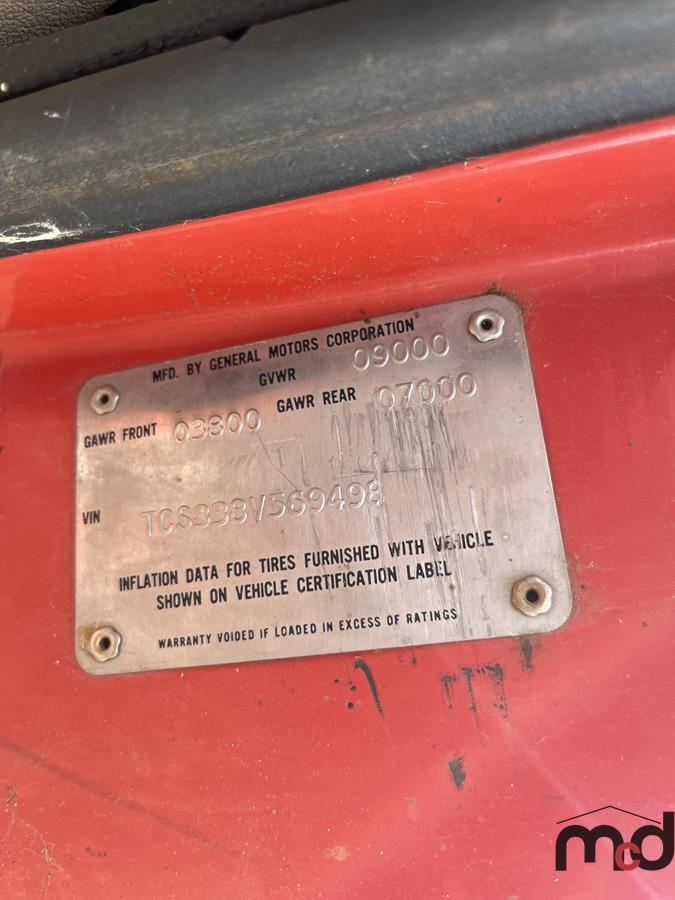 MFD. BY GENERAL MOTORS CORPORATION
GVWR 09000
GAWR FRONT 03800 GAWR REAR 07000
VIN TCS338V569498
INFLATION DATA FOR TIRES FURNISHED WITH VEHICLE
SHOWN ON VEHICLE CERTIFICATION LABEL
WARRANTY VOIDED IF LOADED IN EXCESS OF RATINGS
mcd